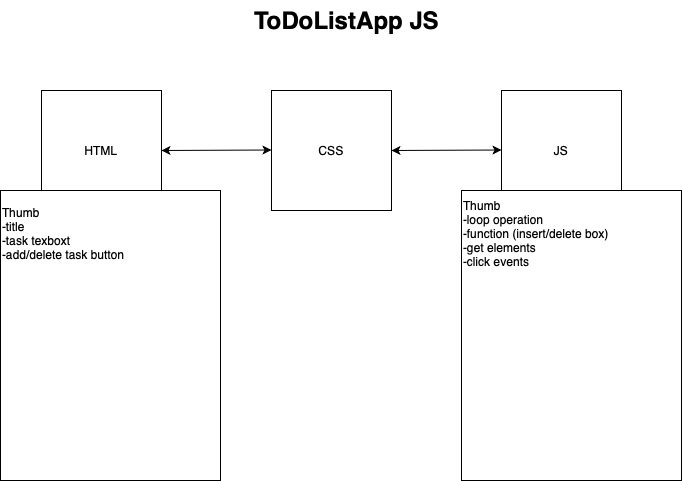 ToDoListApp JS
HTML
CSS
JS
Thumb
-title
-task texboxt
-add/delete task button
Thumb
-loop operation
-function (insert/delete box)
-get elements
-click events